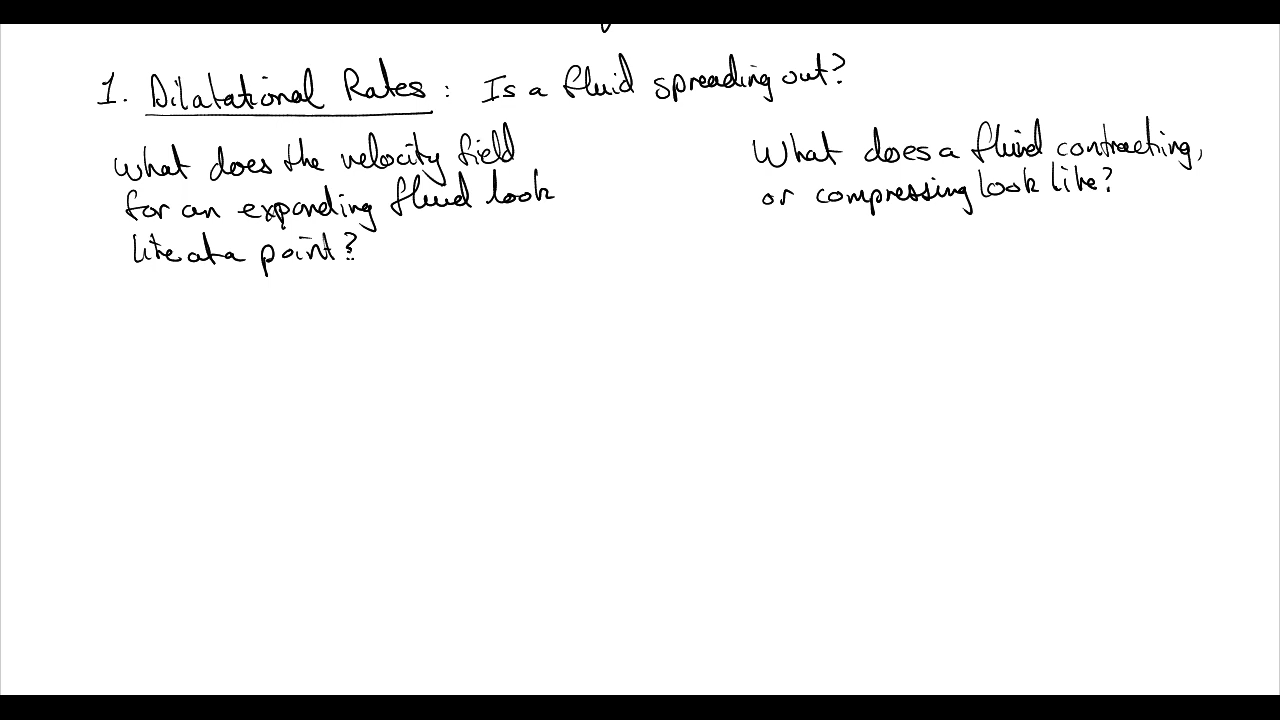 1. Dilatational Rates : Is a fluid spreading out?
What does the velocity field
for an expanding fluid look
like at a point?
What does a fluid contracting,
or compressing look like?